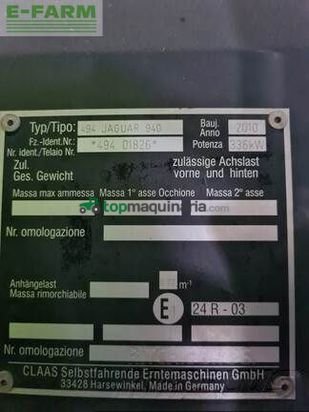 E-FARM
Typ/Tipo: 494 JAGUAR 940 Bauj. Anno 2010
Fz.-Ident.Nr.: Nr. ident./Telaio Nr. *494 01826* Potenza 336kW
Zul. Ges. Gewicht zulässige Achslast vorne und hinten
Massa max ammessa Massa 1° asse Occhione Massa 2° asse
topmaquinaria.com
Nr. omologazione
Anhängelast m-1
Massa rimorchiabile
E 24 R - 03
Nr. omologazione
CLAAS Selbstfahrende Erntemaschinen GmbH
33428 Harsewinkel, Made in Germany